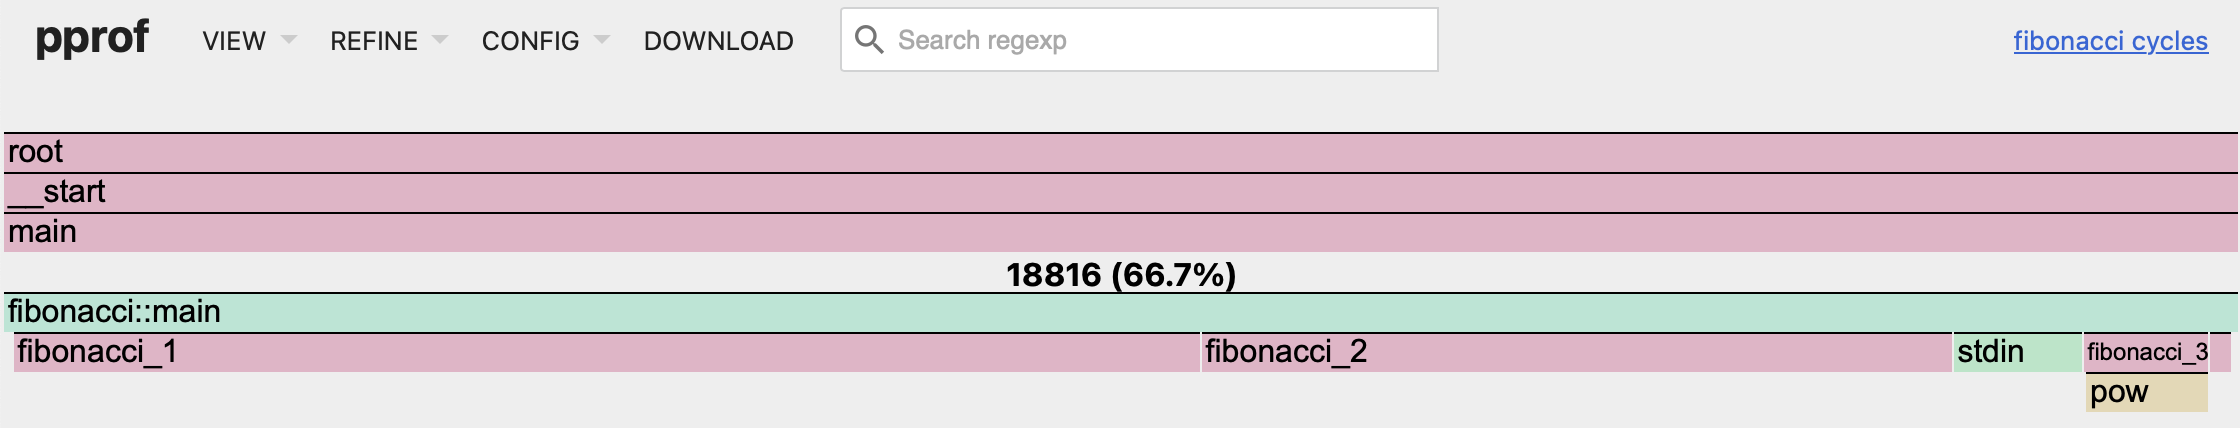 pprof VIEW REFINE CONFIG DOWNLOAD Search regexp fibonacci cycles
root
__start
main
18816 (66.7%)
fibonacci::main
fibonacci_1 fibonacci_2 stdin fibonacci_3
pow